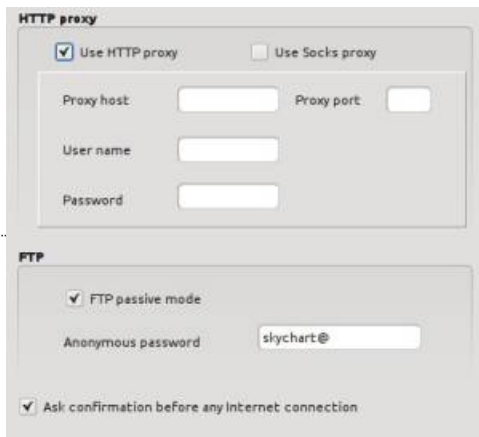 HTTP proxy
Use HTTP proxy Use Socks proxy
Proxy host Proxy port
User name
Password
FTP
FTP passive mode
Anonymous password skychart@
Ask confirmation before any Internet connection